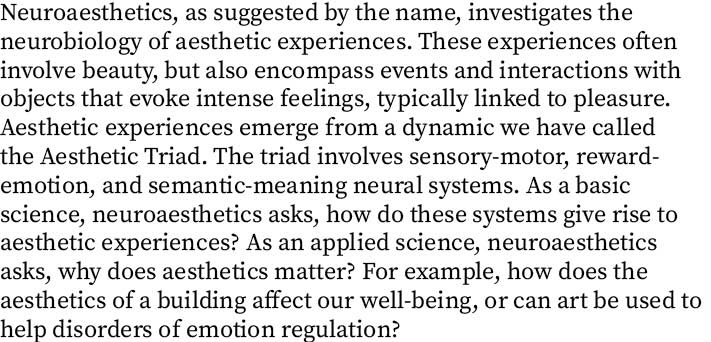 Neuroaesthetics, as suggested by the name, investigates the
neurobiology of aesthetic experiences. These experiences often
involve beauty, but also encompass events and interactions with
objects that evoke intense feelings, typically linked to pleasure.
Aesthetic experiences emerge from a dynamic we have called
the Aesthetic Triad. The triad involves sensory-motor, reward-
emotion, and semantic-meaning neural systems. As a basic
science, neuroaesthetics asks, how do these systems give rise to
aesthetic experiences? As an applied science, neuroaesthetics
asks, why does aesthetics matter? For example, how does the
aesthetics of a building affect our well-being, or can art be used to
help disorders of emotion regulation?